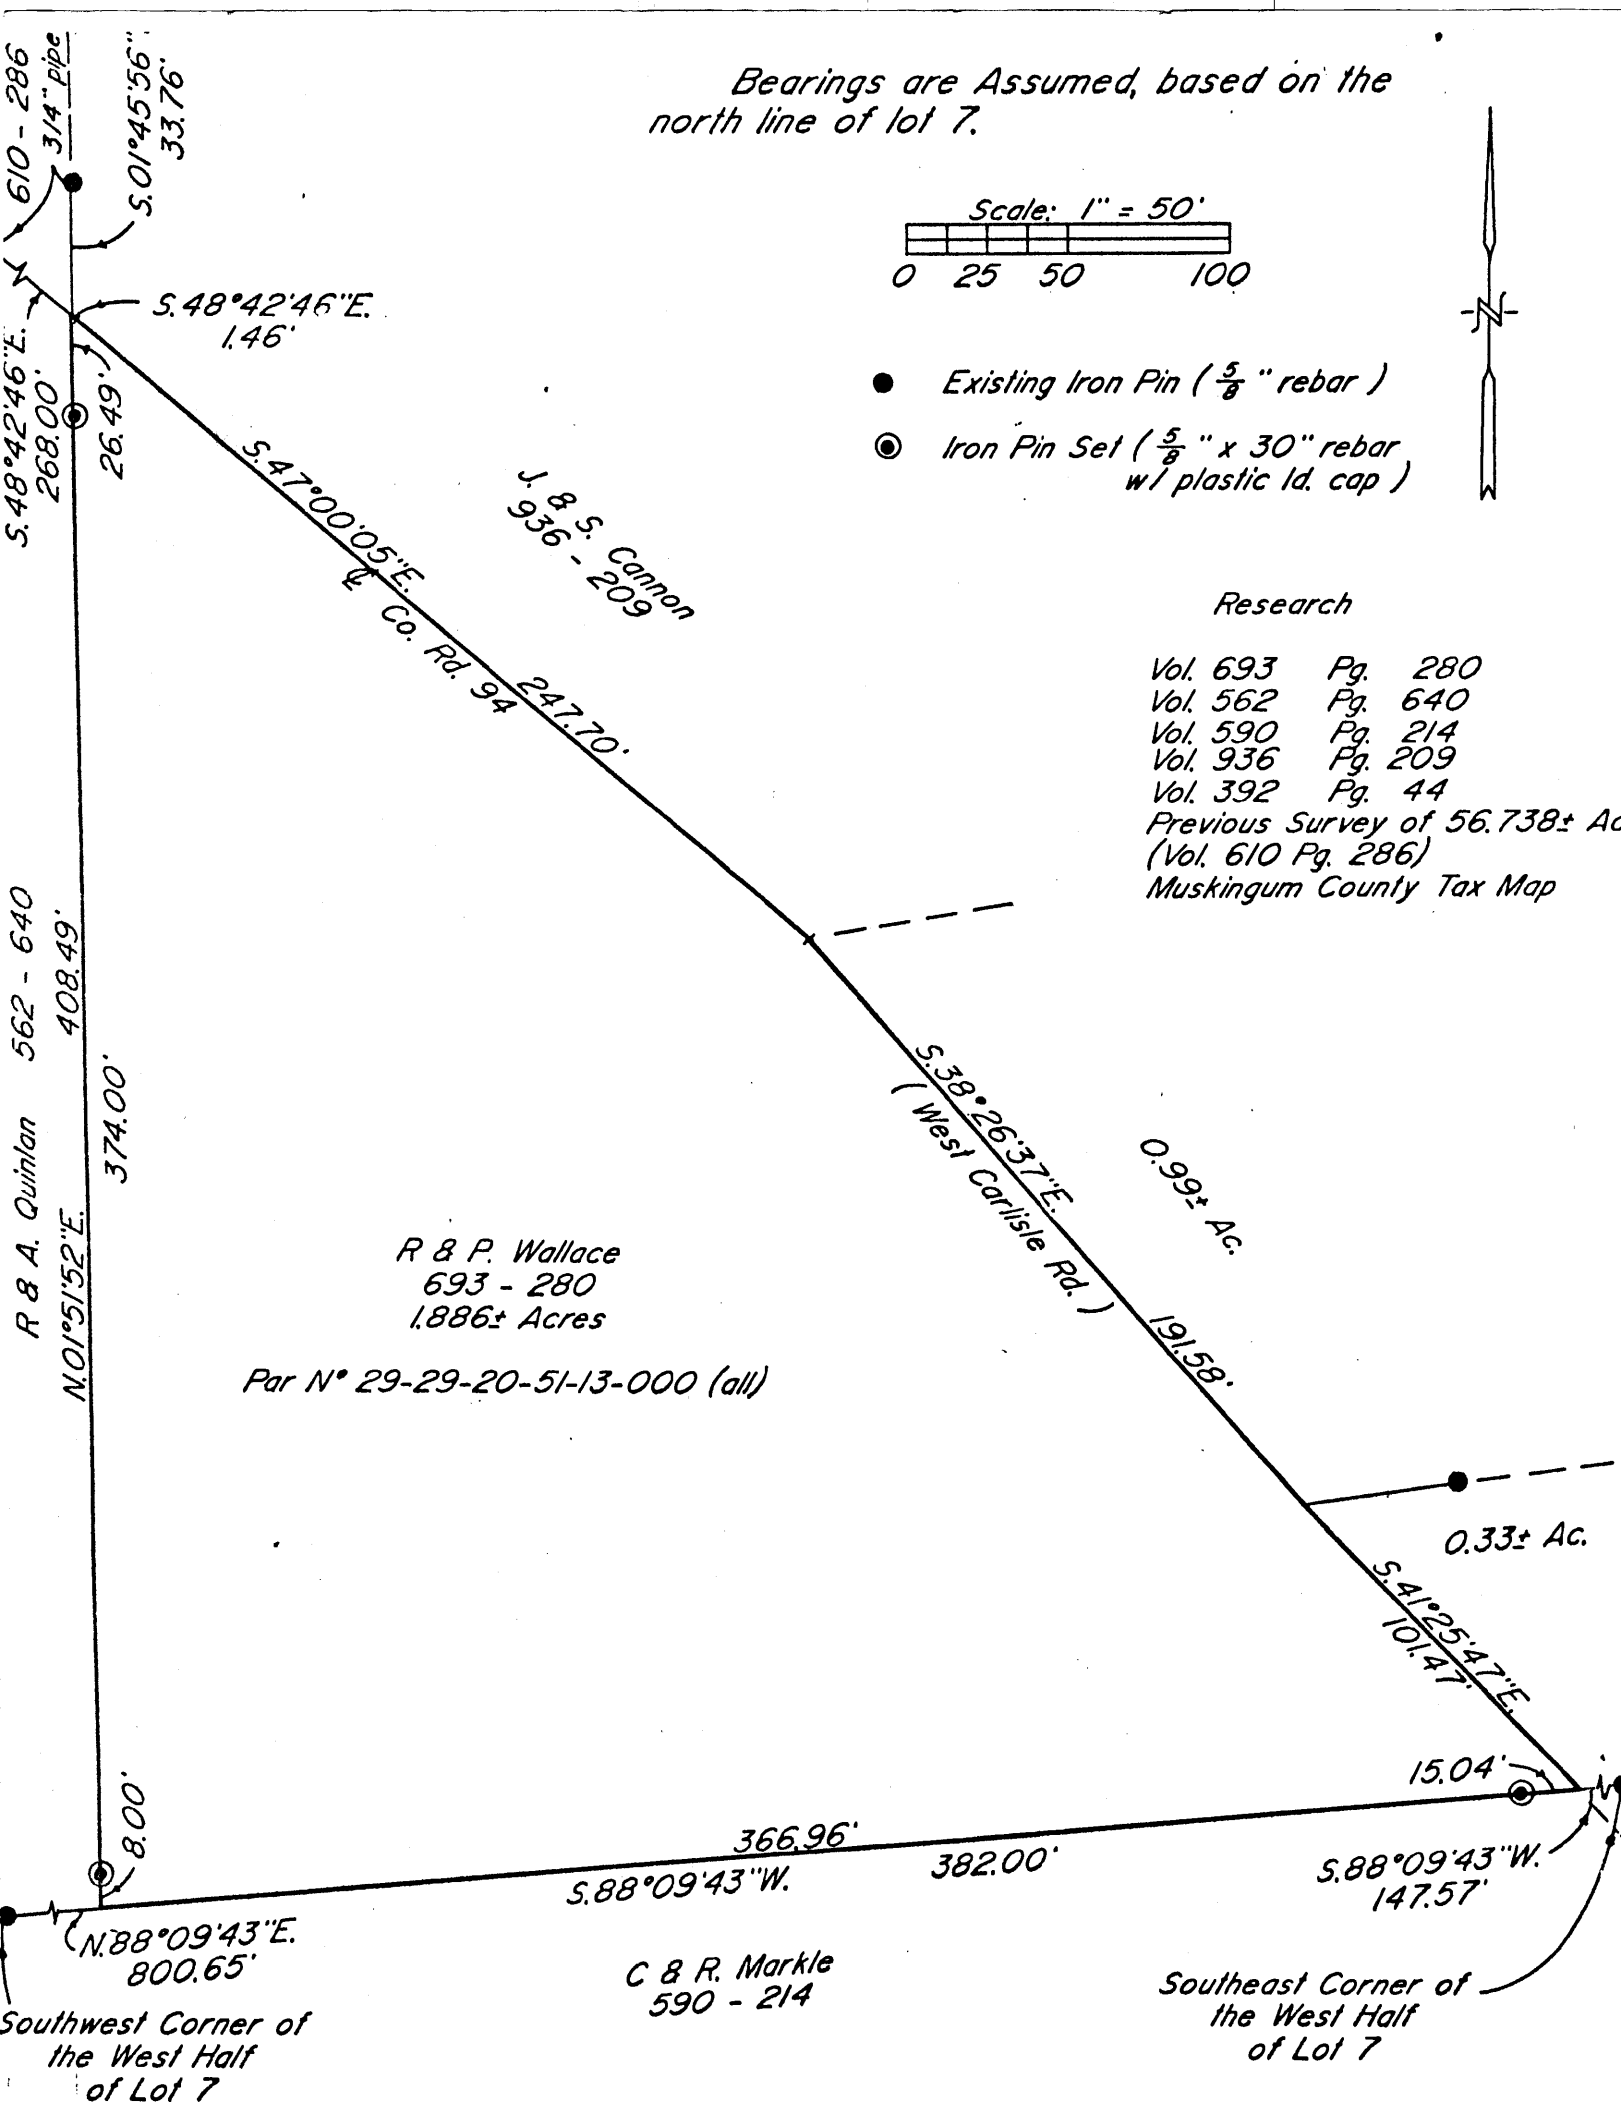 610 - 286
3/4" pipe
S.01°45'56"
33.76'
Bearings are Assumed, based on the
north line of lot 7.
Scale: 1" = 50'
0 25 50 100
N
S.48°42'46"E.
1.46'
S.48°42'46"E.
268.00'
26.49'
Existing Iron Pin ( 5/8 " rebar )
Iron Pin Set ( 5/8 " x 30" rebar
w/ plastic Id. cap )
S.47°00'05"E.
℄ Co. Rd. 94
247.70'
J. & S. Cannon
936 - 209
Research
Vol. 693 Pg. 280
Vol. 562 Pg. 640
Vol. 590 Pg. 214
Vol. 936 Pg. 209
Vol. 392 Pg. 44
Previous Survey of 56.738± Ac
(Vol. 610 Pg. 286)
Muskingum County Tax Map
R & A. Quinlan 562 - 640
N.01°51'52"E. 408.49'
374.00'
S.38°26'37"E.
( West Carlisle Rd. )
191.58'
0.99± Ac.
R & P. Wallace
693 - 280
1.886± Acres
Par Nº 29-29-20-51-13-000 (all)
0.33± Ac.
S.41°25'47"E.
101.47'
15.04'
8.00'
366.96'
S.88°09'43"W. 382.00'
S.88°09'43"W.
147.57'
N.88°09'43"E.
800.65'
C & R. Markle
590 - 214
Southwest Corner of
the West Half
of Lot 7
Southeast Corner of
the West Half
of Lot 7